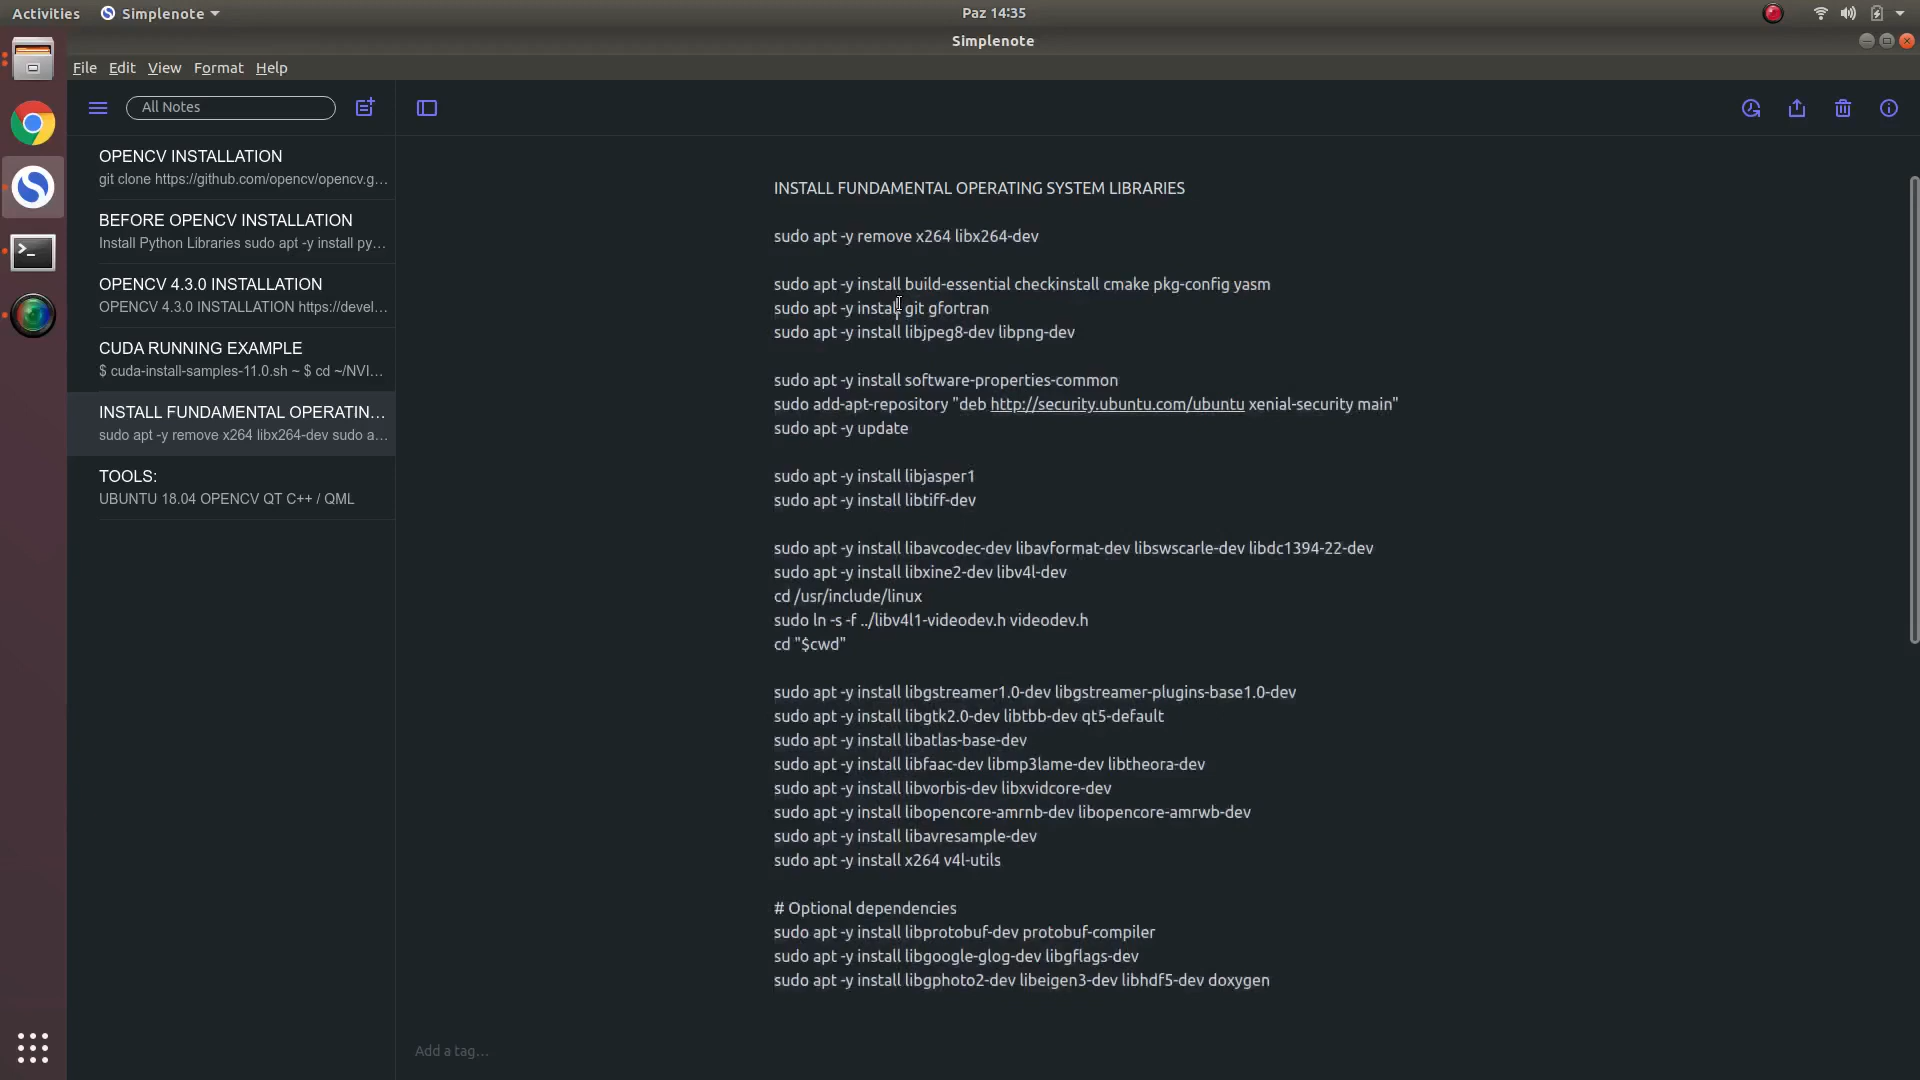 Activities
Simplenote
Paz 14:35
Simplenote
File Edit View Format Help
All Notes
OPENCV INSTALLATION
git clone https://github.com/opencv/opencv.g...
BEFORE OPENCV INSTALLATION
Install Python Libraries sudo apt -y install py...
OPENCV 4.3.0 INSTALLATION
OPENCV 4.3.0 INSTALLATION https://devel...
CUDA RUNNING EXAMPLE
$ cuda-install-samples-11.0.sh ~ $ cd ~/NVI...
INSTALL FUNDAMENTAL OPERATIN...
sudo apt -y remove x264 libx264-dev sudo a...
TOOLS:
UBUNTU 18.04 OPENCV QT C++ / QML
INSTALL FUNDAMENTAL OPERATING SYSTEM LIBRARIES
sudo apt -y remove x264 libx264-dev
sudo apt -y install build-essential checkinstall cmake pkg-config yasm
sudo apt -y install git gfortran
sudo apt -y install libjpeg8-dev libpng-dev
sudo apt -y install software-properties-common
sudo add-apt-repository "deb http://security.ubuntu.com/ubuntu xenial-security main"
sudo apt -y update
sudo apt -y install libjasper1
sudo apt -y install libtiff-dev
sudo apt -y install libavcodec-dev libavformat-dev libswscarle-dev libdc1394-22-dev
sudo apt -y install libxine2-dev libv4l-dev
cd /usr/include/linux
sudo ln -s -f ../libv4l1-videodev.h videodev.h
cd "$cwd"
sudo apt -y install libgstreamer1.0-dev libgstreamer-plugins-base1.0-dev
sudo apt -y install libgtk2.0-dev libtbb-dev qt5-default
sudo apt -y install libatlas-base-dev
sudo apt -y install libfaac-dev libmp3lame-dev libtheora-dev
sudo apt -y install libvorbis-dev libxvidcore-dev
sudo apt -y install libopencore-amrnb-dev libopencore-amrwb-dev
sudo apt -y install libavresample-dev
sudo apt -y install x264 v4l-utils
# Optional dependencies
sudo apt -y install libprotobuf-dev protobuf-compiler
sudo apt -y install libgoogle-glog-dev libgflags-dev
sudo apt -y install libgphoto2-dev libeigen3-dev libhdf5-dev doxygen
Add a tag...